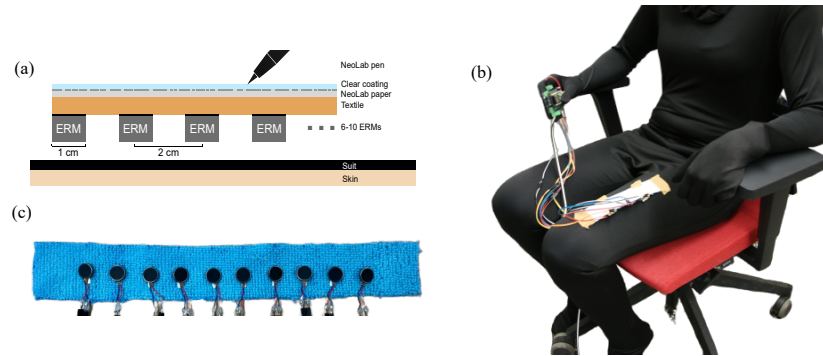 (a)
NeoLab pen
Clear coating
NeoLab paper
Textile
ERM ERM ERM ERM
6-10 ERMs
1 cm
2 cm
Suit
Skin
(b)
(c)